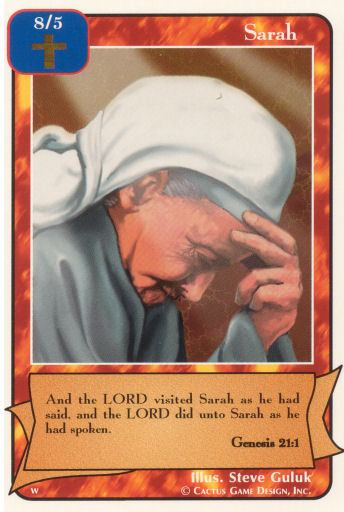 8/5
Sarah
And the LORD visited Sarah as he had
said, and the LORD did unto Sarah as he
had spoken.
Genesis 21:1
W
Illus. Steve Guluk
© CACTUS GAME DESIGN, INC.